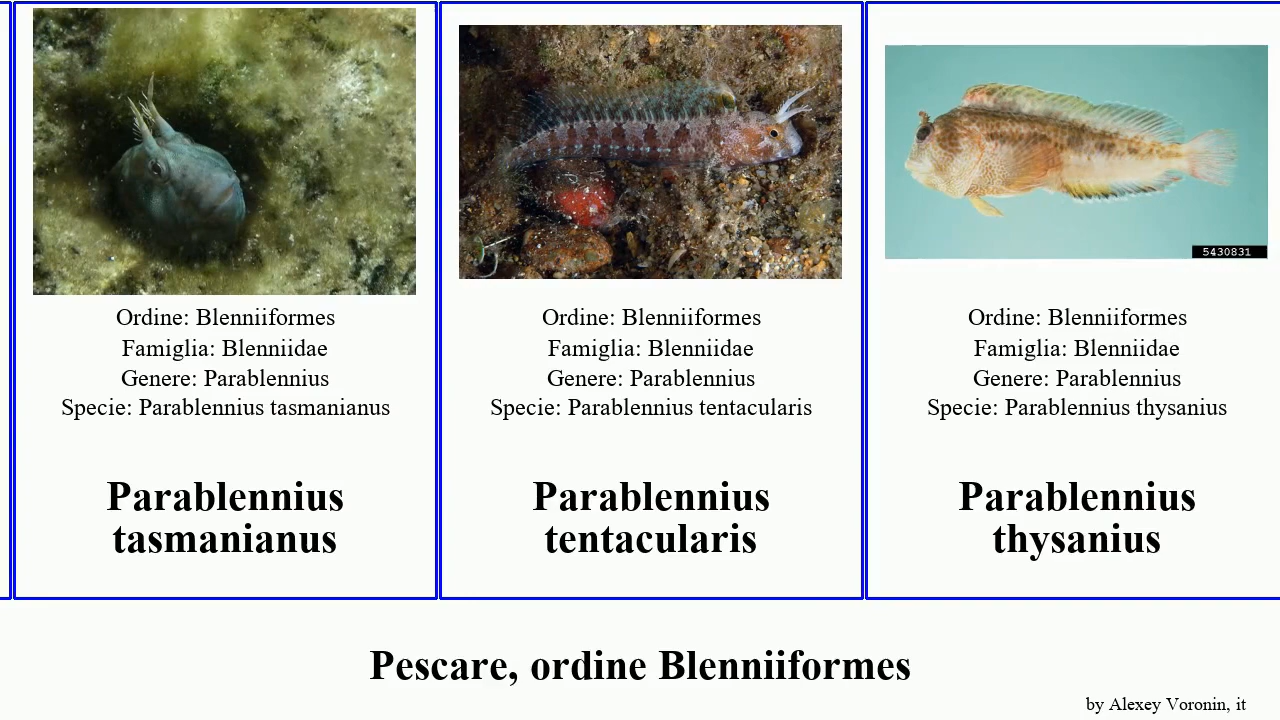 5430831
Ordine: Blenniiformes
Famiglia: Blenniidae
Genere: Parablennius
Specie: Parablennius tasmanianus
Parablennius
tasmanianus
Ordine: Blenniiformes
Famiglia: Blenniidae
Genere: Parablennius
Specie: Parablennius tentacularis
Parablennius
tentacularis
Ordine: Blenniiformes
Famiglia: Blenniidae
Genere: Parablennius
Specie: Parablennius thysanius
Parablennius
thysanius
Pescare, ordine Blenniiformes
by Alexey Voronin, it